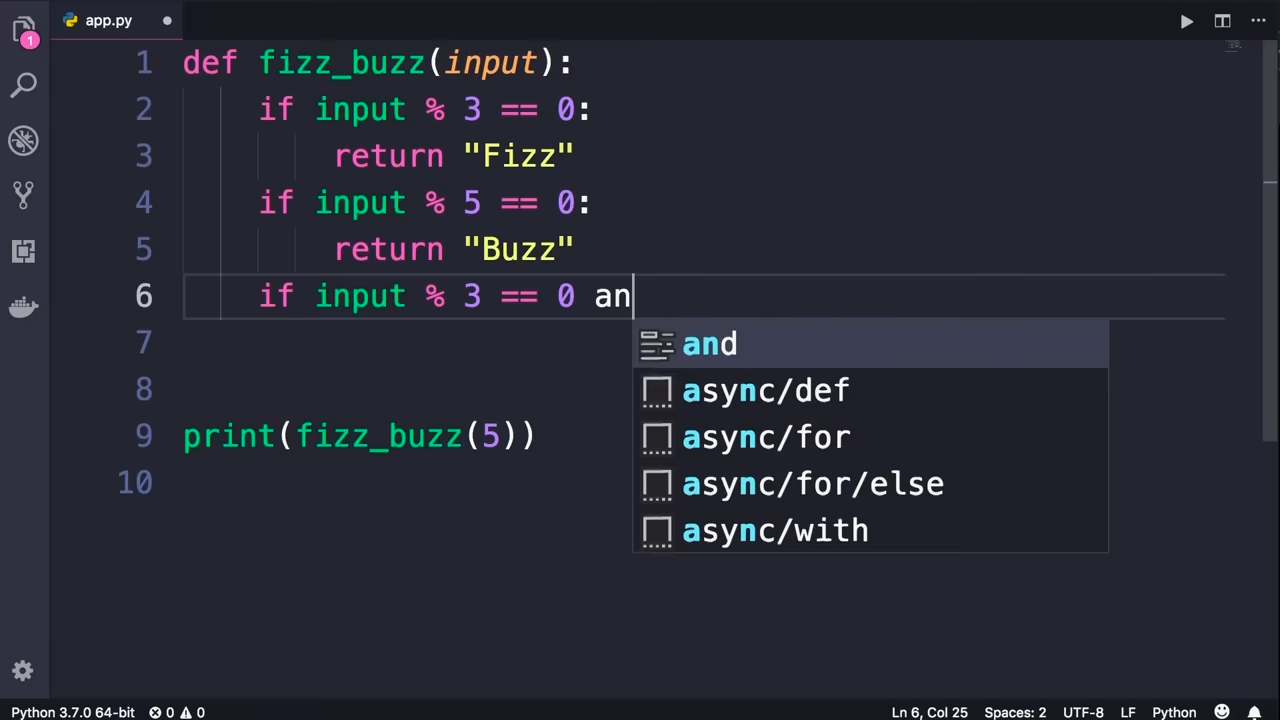 app.py
1
1 def fizz_buzz(input):
2 if input % 3 == 0:
3 return "Fizz"
4 if input % 5 == 0:
5 return "Buzz"
6 if input % 3 == 0 an
7 and
8 async/def
async/for
9 print(fizz_buzz(5))
10 async/for/else
async/with
Python 3.7.0 64-bit 0 0 Ln 6, Col 25 Spaces: 2 UTF-8 LF Python